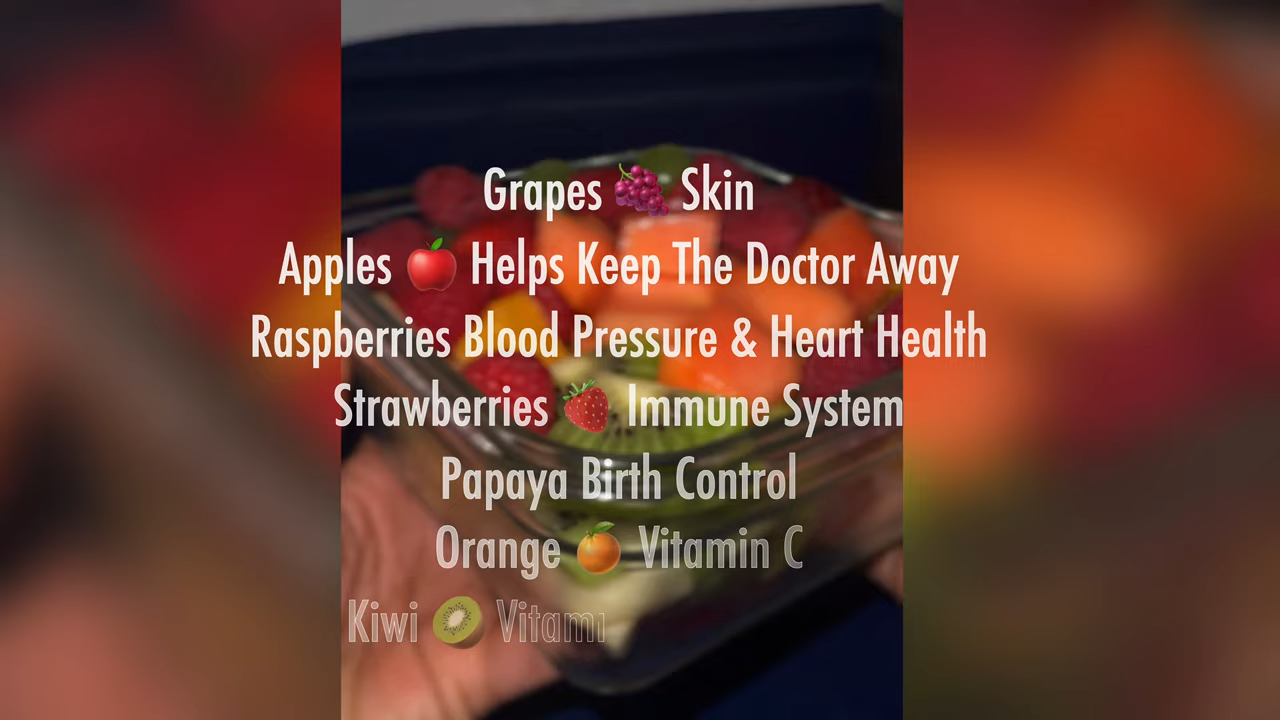 Grapes 🍇 Skin
Apples 🍎 Helps Keep The Doctor Away
Raspberries Blood Pressure & Heart Health
Strawberries 🍓 Immune System
Papaya Birth Control
Orange 🍊 Vitamin C
Kiwi 🥝